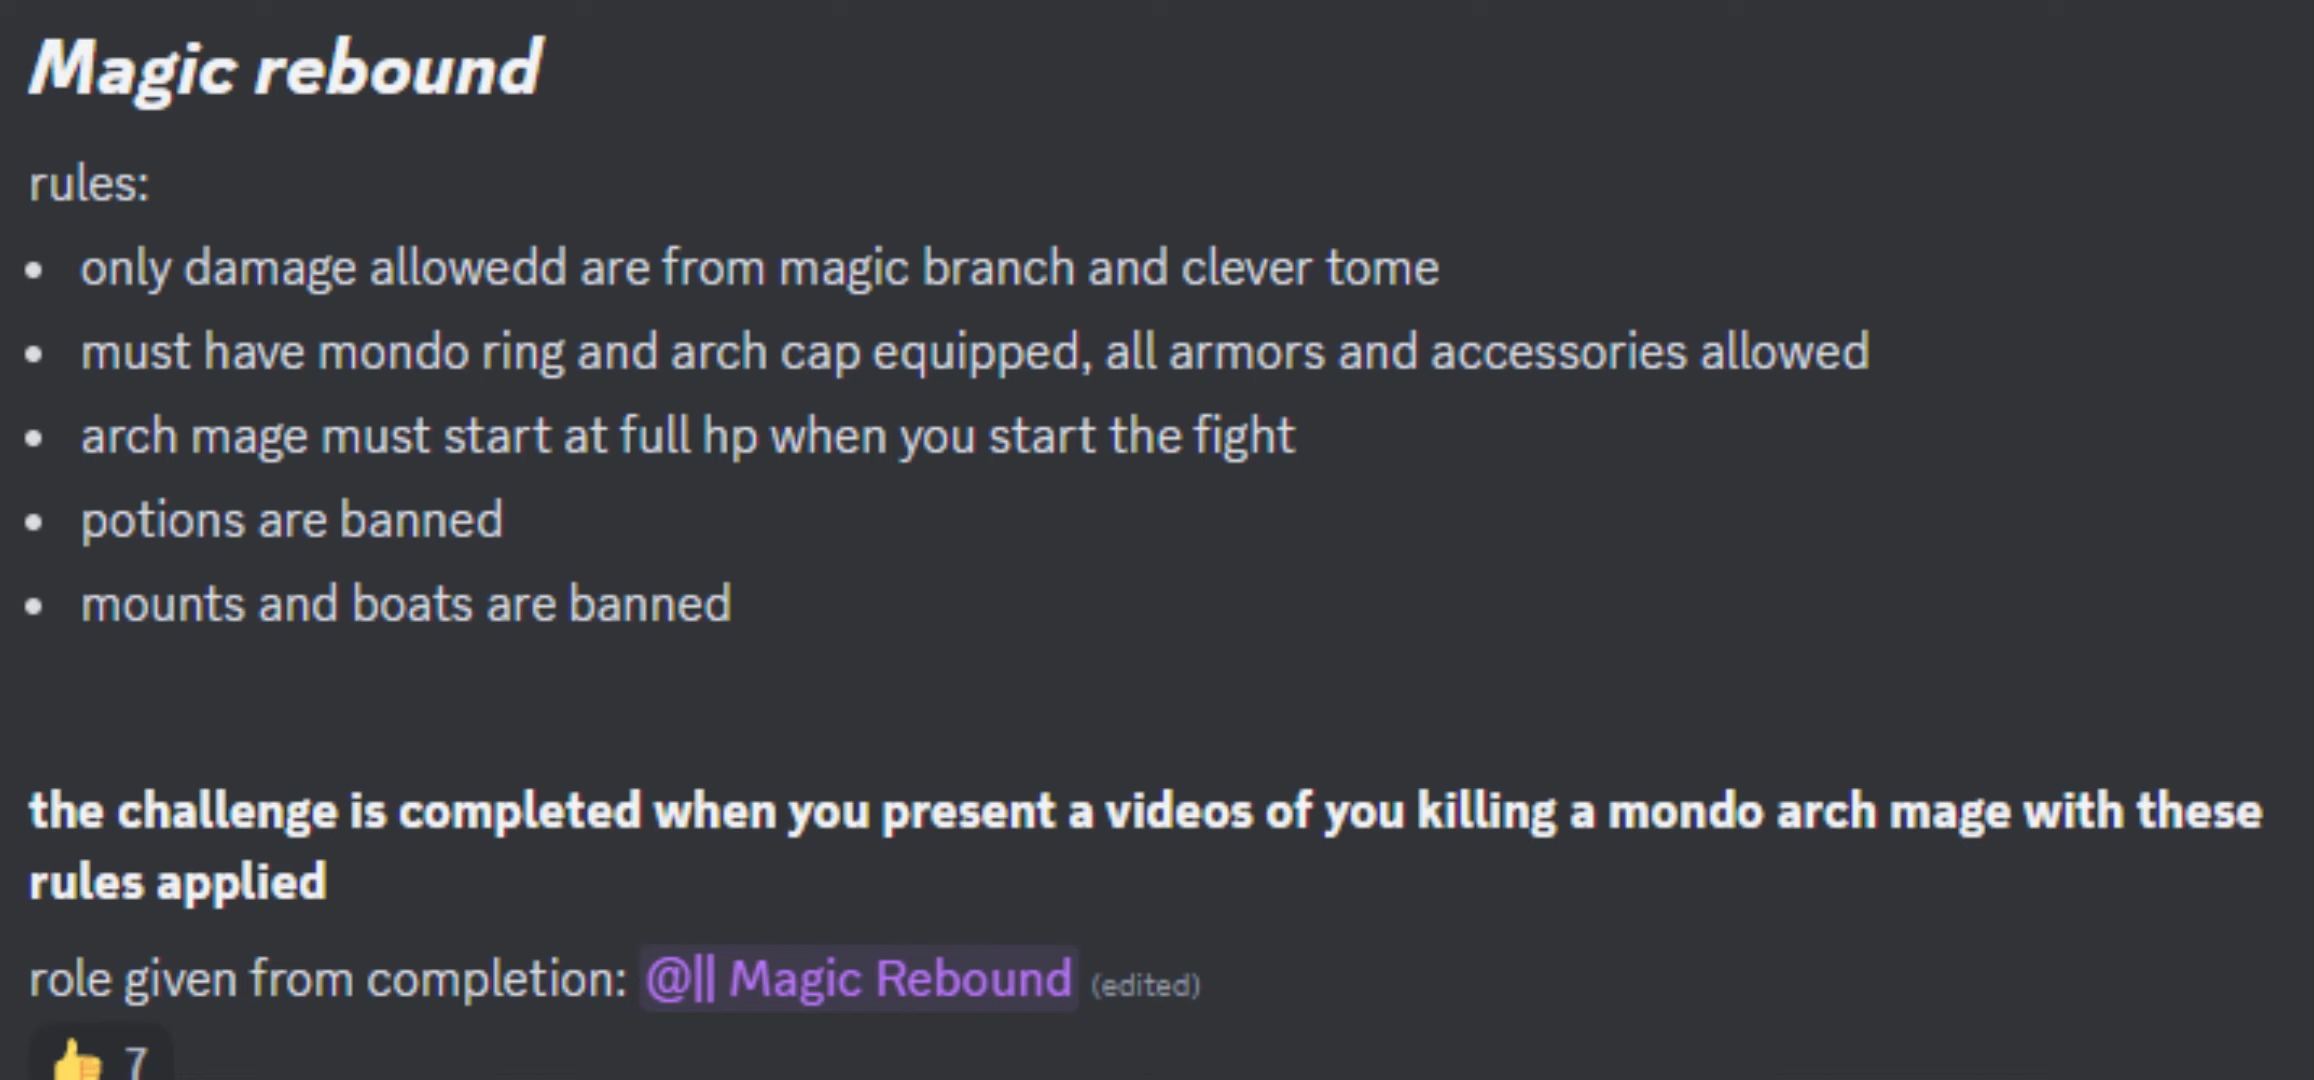 Magic rebound
rules:
• only damage allowedd are from magic branch and clever tome
• must have mondo ring and arch cap equipped, all armors and accessories allowed
• arch mage must start at full hp when you start the fight
• potions are banned
• mounts and boats are banned
the challenge is completed when you present a videos of you killing a mondo arch mage with these
rules applied
role given from completion: @|| Magic Rebound (edited)
👍 7